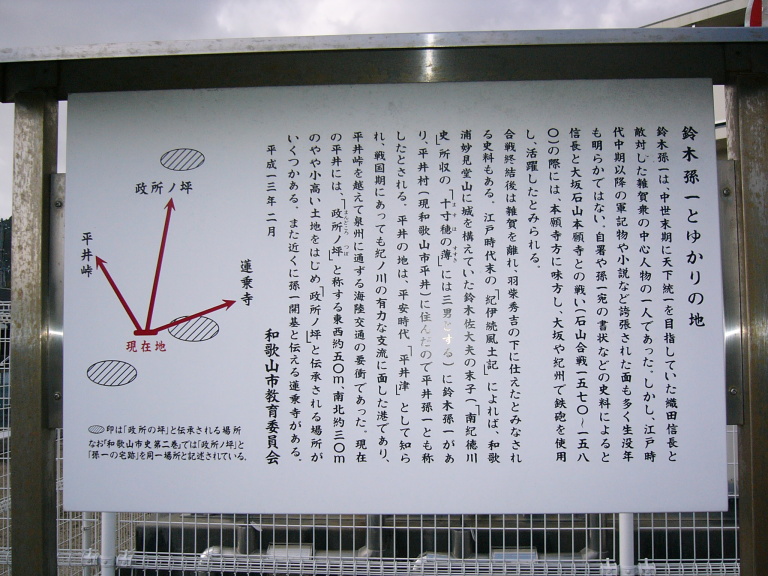 鈴木孫一とゆかりの地
鈴木孫一は、中世末期に天下統一を目指していた織田信長と
敵対した雑賀衆の中心人物の一人であった。しかし、江戸時
代中期以降の軍記物や小説など誇張された面も多く生没年
も明らかではない。自署や孫一宛の書状などの史料によると
信長と大坂石山本願寺との戦い(石山合戦一五七〇~一五八
〇)の際には、本願寺方に味方し、大坂や紀州で鉄砲を使用
し、活躍したとみられる。
合戦終結後は雑賀を離れ、羽柴秀吉の下に仕えたとみなされ
る史料もある。江戸時代末の「紀伊続風土記」によれば、和歌
浦妙見堂山に城を構えていた鈴木佐大夫の末子(「南紀徳川
史」所収の、「十寸穂の薄」には三男とする)に鈴木孫一があ
り、平井村(現和歌山市平井)に住んだので平井孫一とも称
したとされる。平井の地は、平安時代、「平井津」として知ら
れ、戦国期にあっても紀ノ川の有力な支流に面した港であり、
平井峠を越えて泉州に通ずる海陸交通の要衝であった。現在
の平井には、「政所ノ坪」と称する東西約五〇m、南北約三〇m
のやや小高い土地をはじめ、「政所ノ坪」と伝承される場所が
いくつかある。また近くに孫一開基と伝える蓮乗寺がある。
平成一三年二月
和歌山市教育委員会
政所ノ坪
平井峠
蓮乗寺
現在地
印は「政所の坪」と伝承される場所
なお「和歌山市史第二巻」では「政所ノ坪」と
「孫一の宅跡」を同一場所と記述されている。